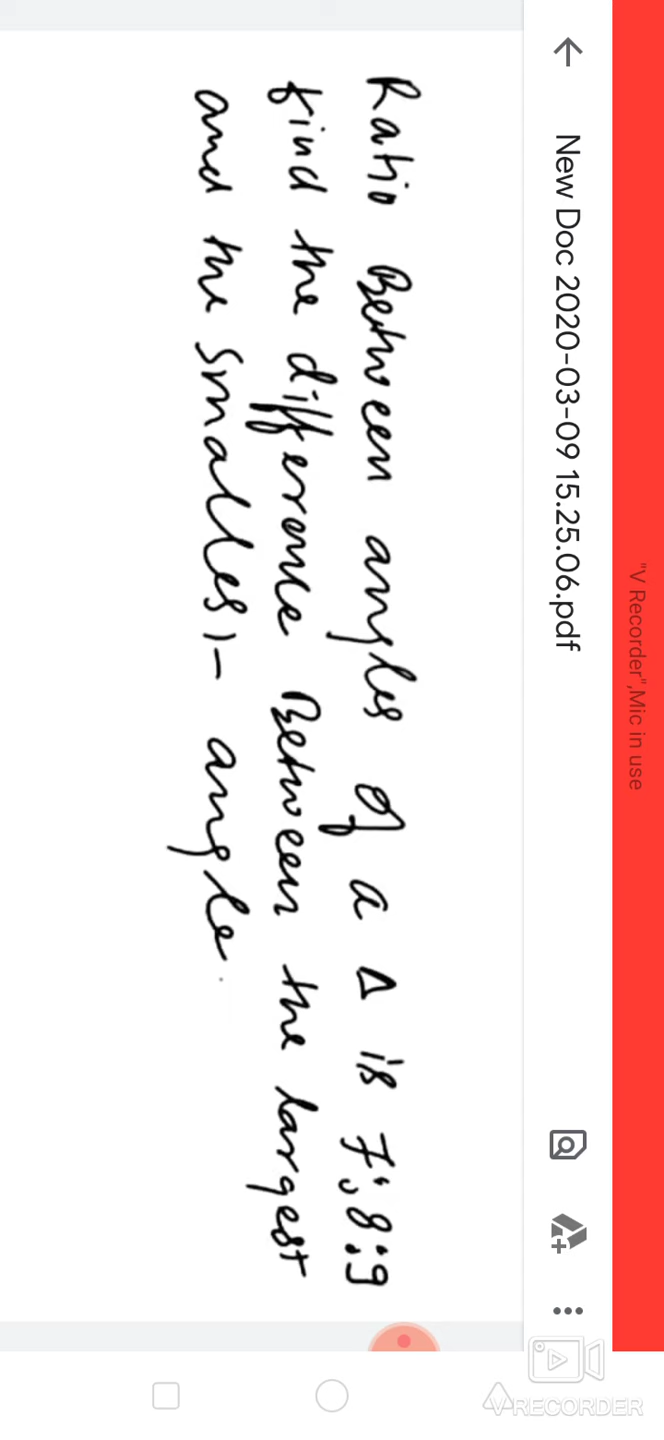 "V Recorder",Mic in use
New Doc 2020-03-09 15.25.06.pdf
Ratio Between angles of a Δ is 7:8:9
find the difference Between the largest
and the Smallest angle.
VRECORDER